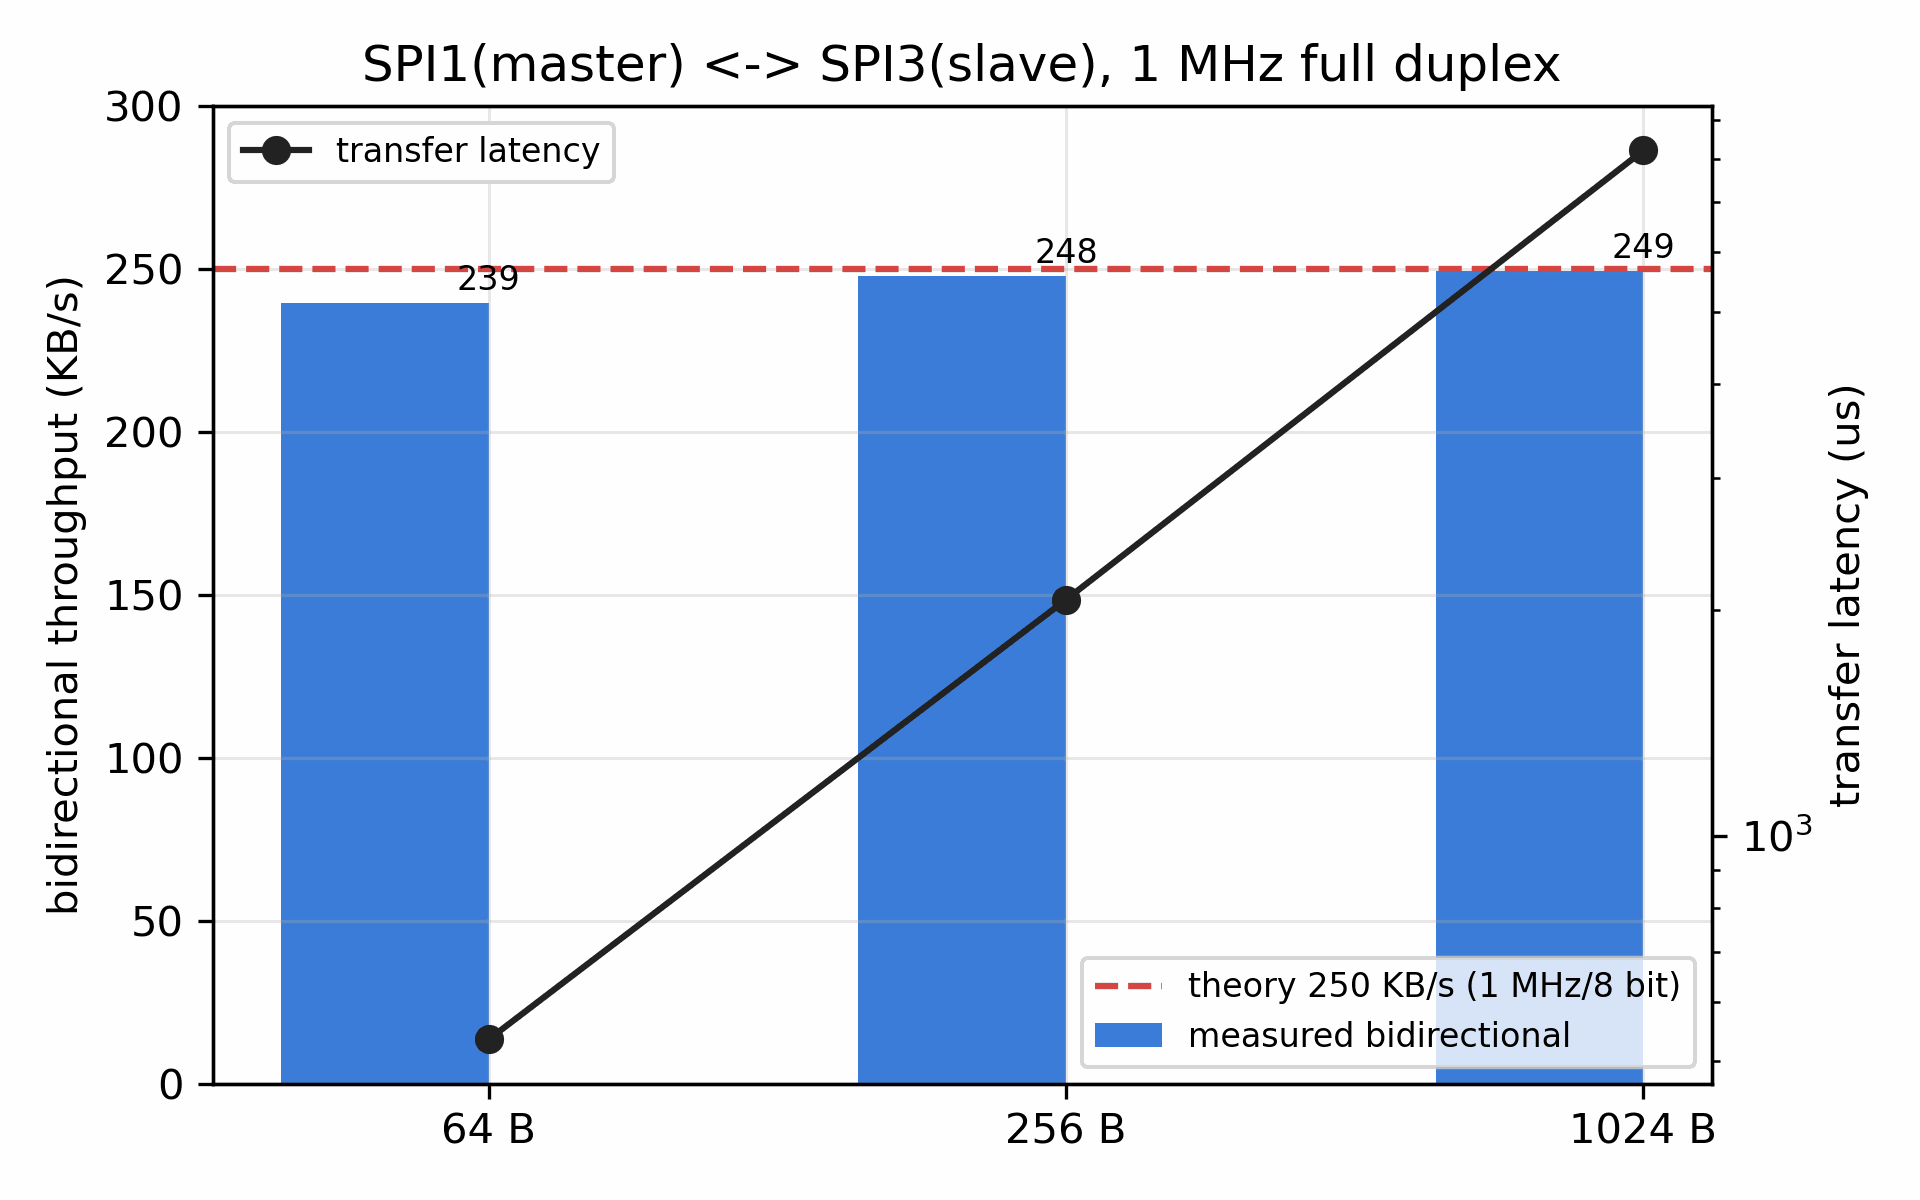 SPI1(master) <-> SPI3(slave), 1 MHz full duplex
300
250
200
150
100
50
0
bidirectional throughput (KB/s)
transfer latency
239
248
249
10³
transfer latency (us)
theory 250 KB/s (1 MHz/8 bit)
measured bidirectional
64 B
256 B
1024 B